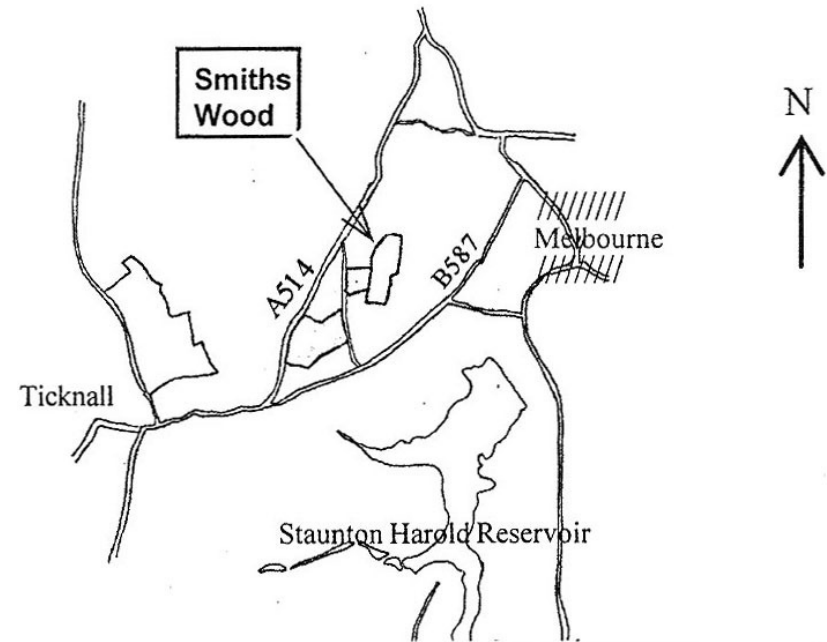 Smiths
Wood
N
Melbourne
A514
B587
Ticknall
Staunton Harold Reservoir